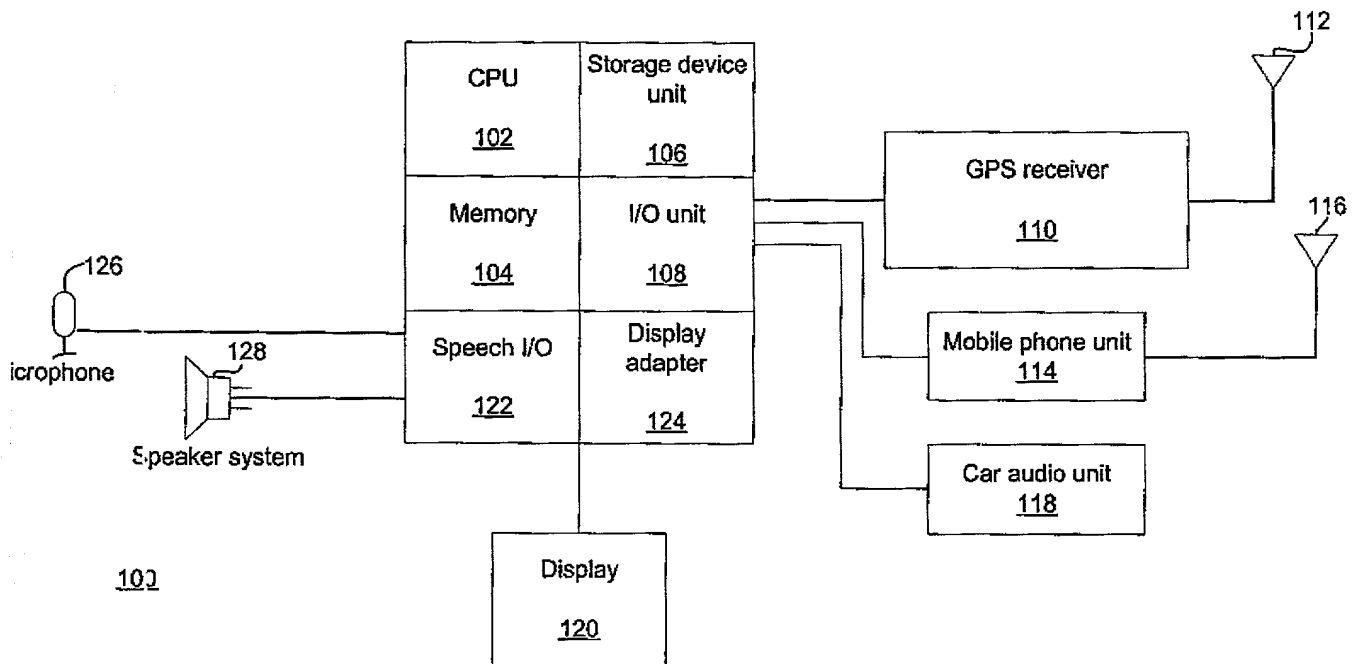 112
CPU
102
Storage device
unit
106
GPS receiver
110
116
Memory
104
I/O unit
108
126
icrophone
128
Speaker system
Speech I/O
122
Display
adapter
124
Mobile phone unit
114
Car audio unit
118
100
Display
120